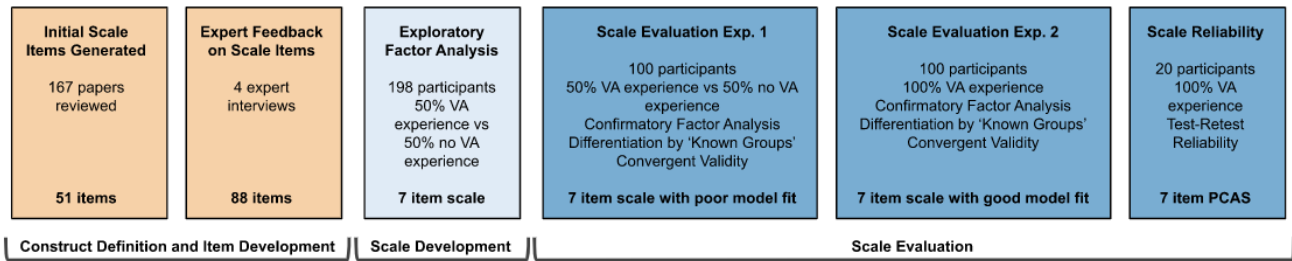 Initial Scale
Items Generated
167 papers
reviewed
51 items
Expert Feedback
on Scale Items
4 expert
interviews
88 items
Exploratory
Factor Analysis
198 participants
50% VA
experience vs
50% no VA
experience
7 item scale
Scale Evaluation Exp. 1
100 participants
50% VA experience vs 50% no VA
experience
Confirmatory Factor Analysis
Differentiation by ‘Known Groups’
Convergent Validity
7 item scale with poor model fit
Scale Evaluation Exp. 2
100 participants
100% VA experience
Confirmatory Factor Analysis
Differentiation by ‘Known Groups’
Convergent Validity
7 item scale with good model fit
Scale Reliability
20 participants
100% VA
experience
Test-Retest
Reliability
7 item PCAS
Construct Definition and Item Development
Scale Development
Scale Evaluation